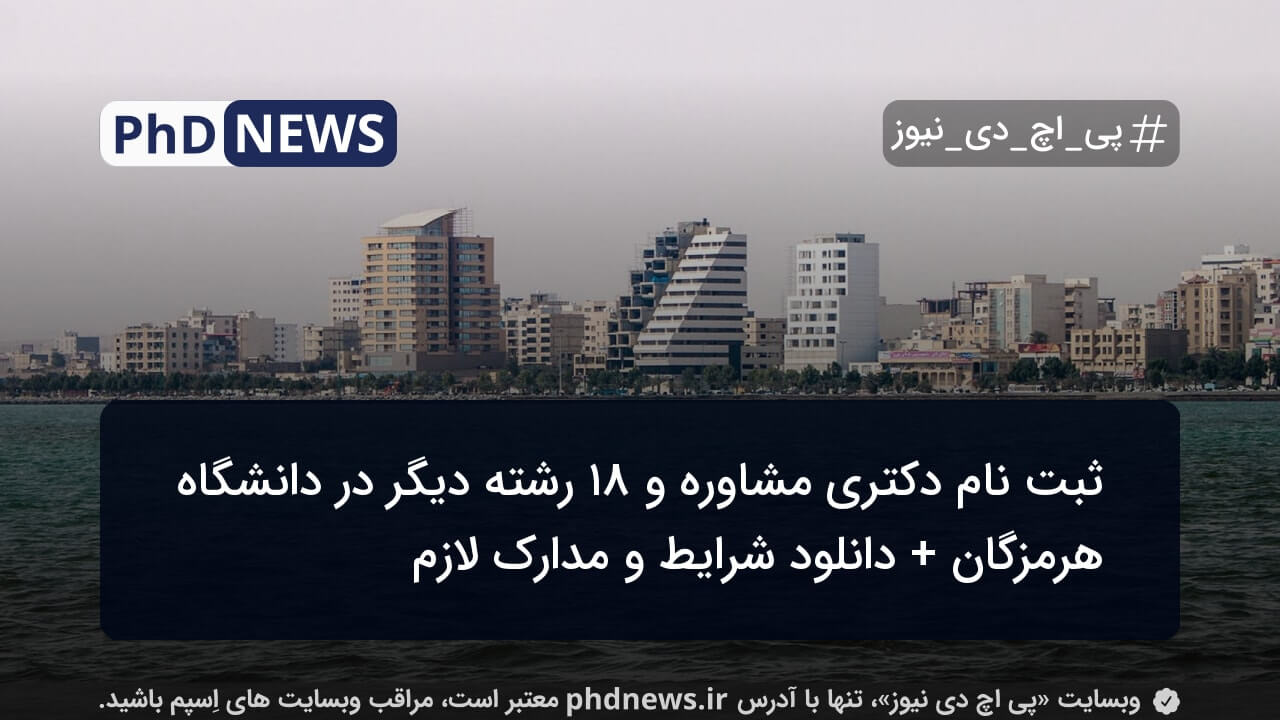 PhD NEWS
#پی_اچ_دی_نیوز
ثبت نام دکتری مشاوره و ۱۸ رشته دیگر در دانشگاه
هرمزگان + دانلود شرایط و مدارک لازم
وبسایت «پی اچ دی نیوز»، تنها با آدرس phdnews.ir معتبر است، مراقب وبسایت های اِسپم باشید.